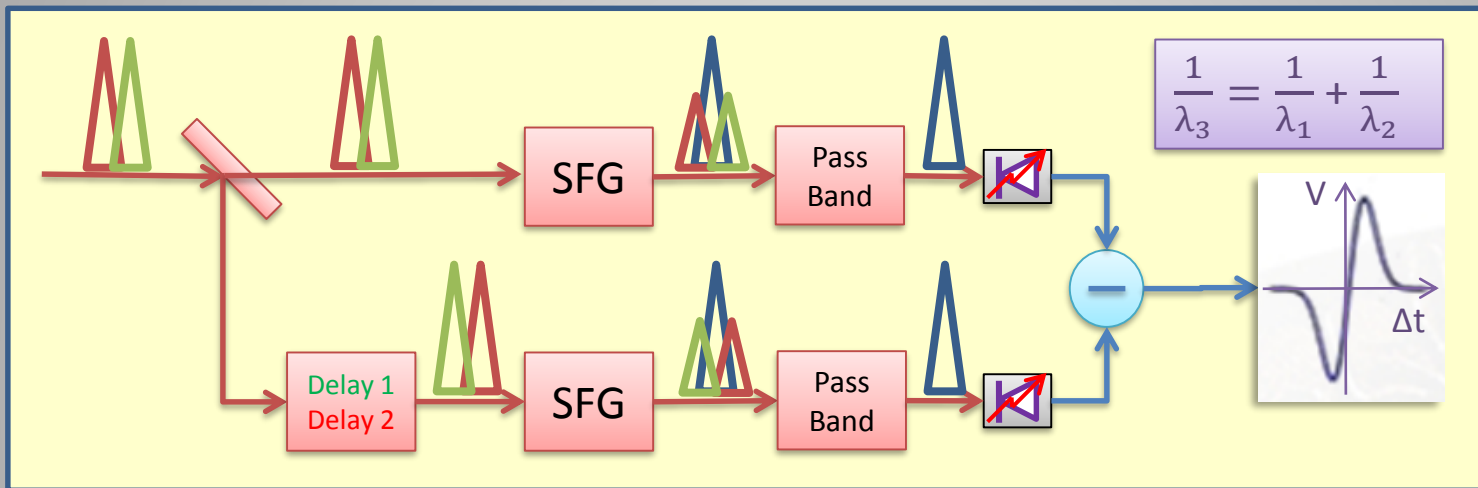 1/λ₃ = 1/λ₁ + 1/λ₂
SFG
Pass
Band
V
Δt
Delay 1
Delay 2
SFG
Pass
Band